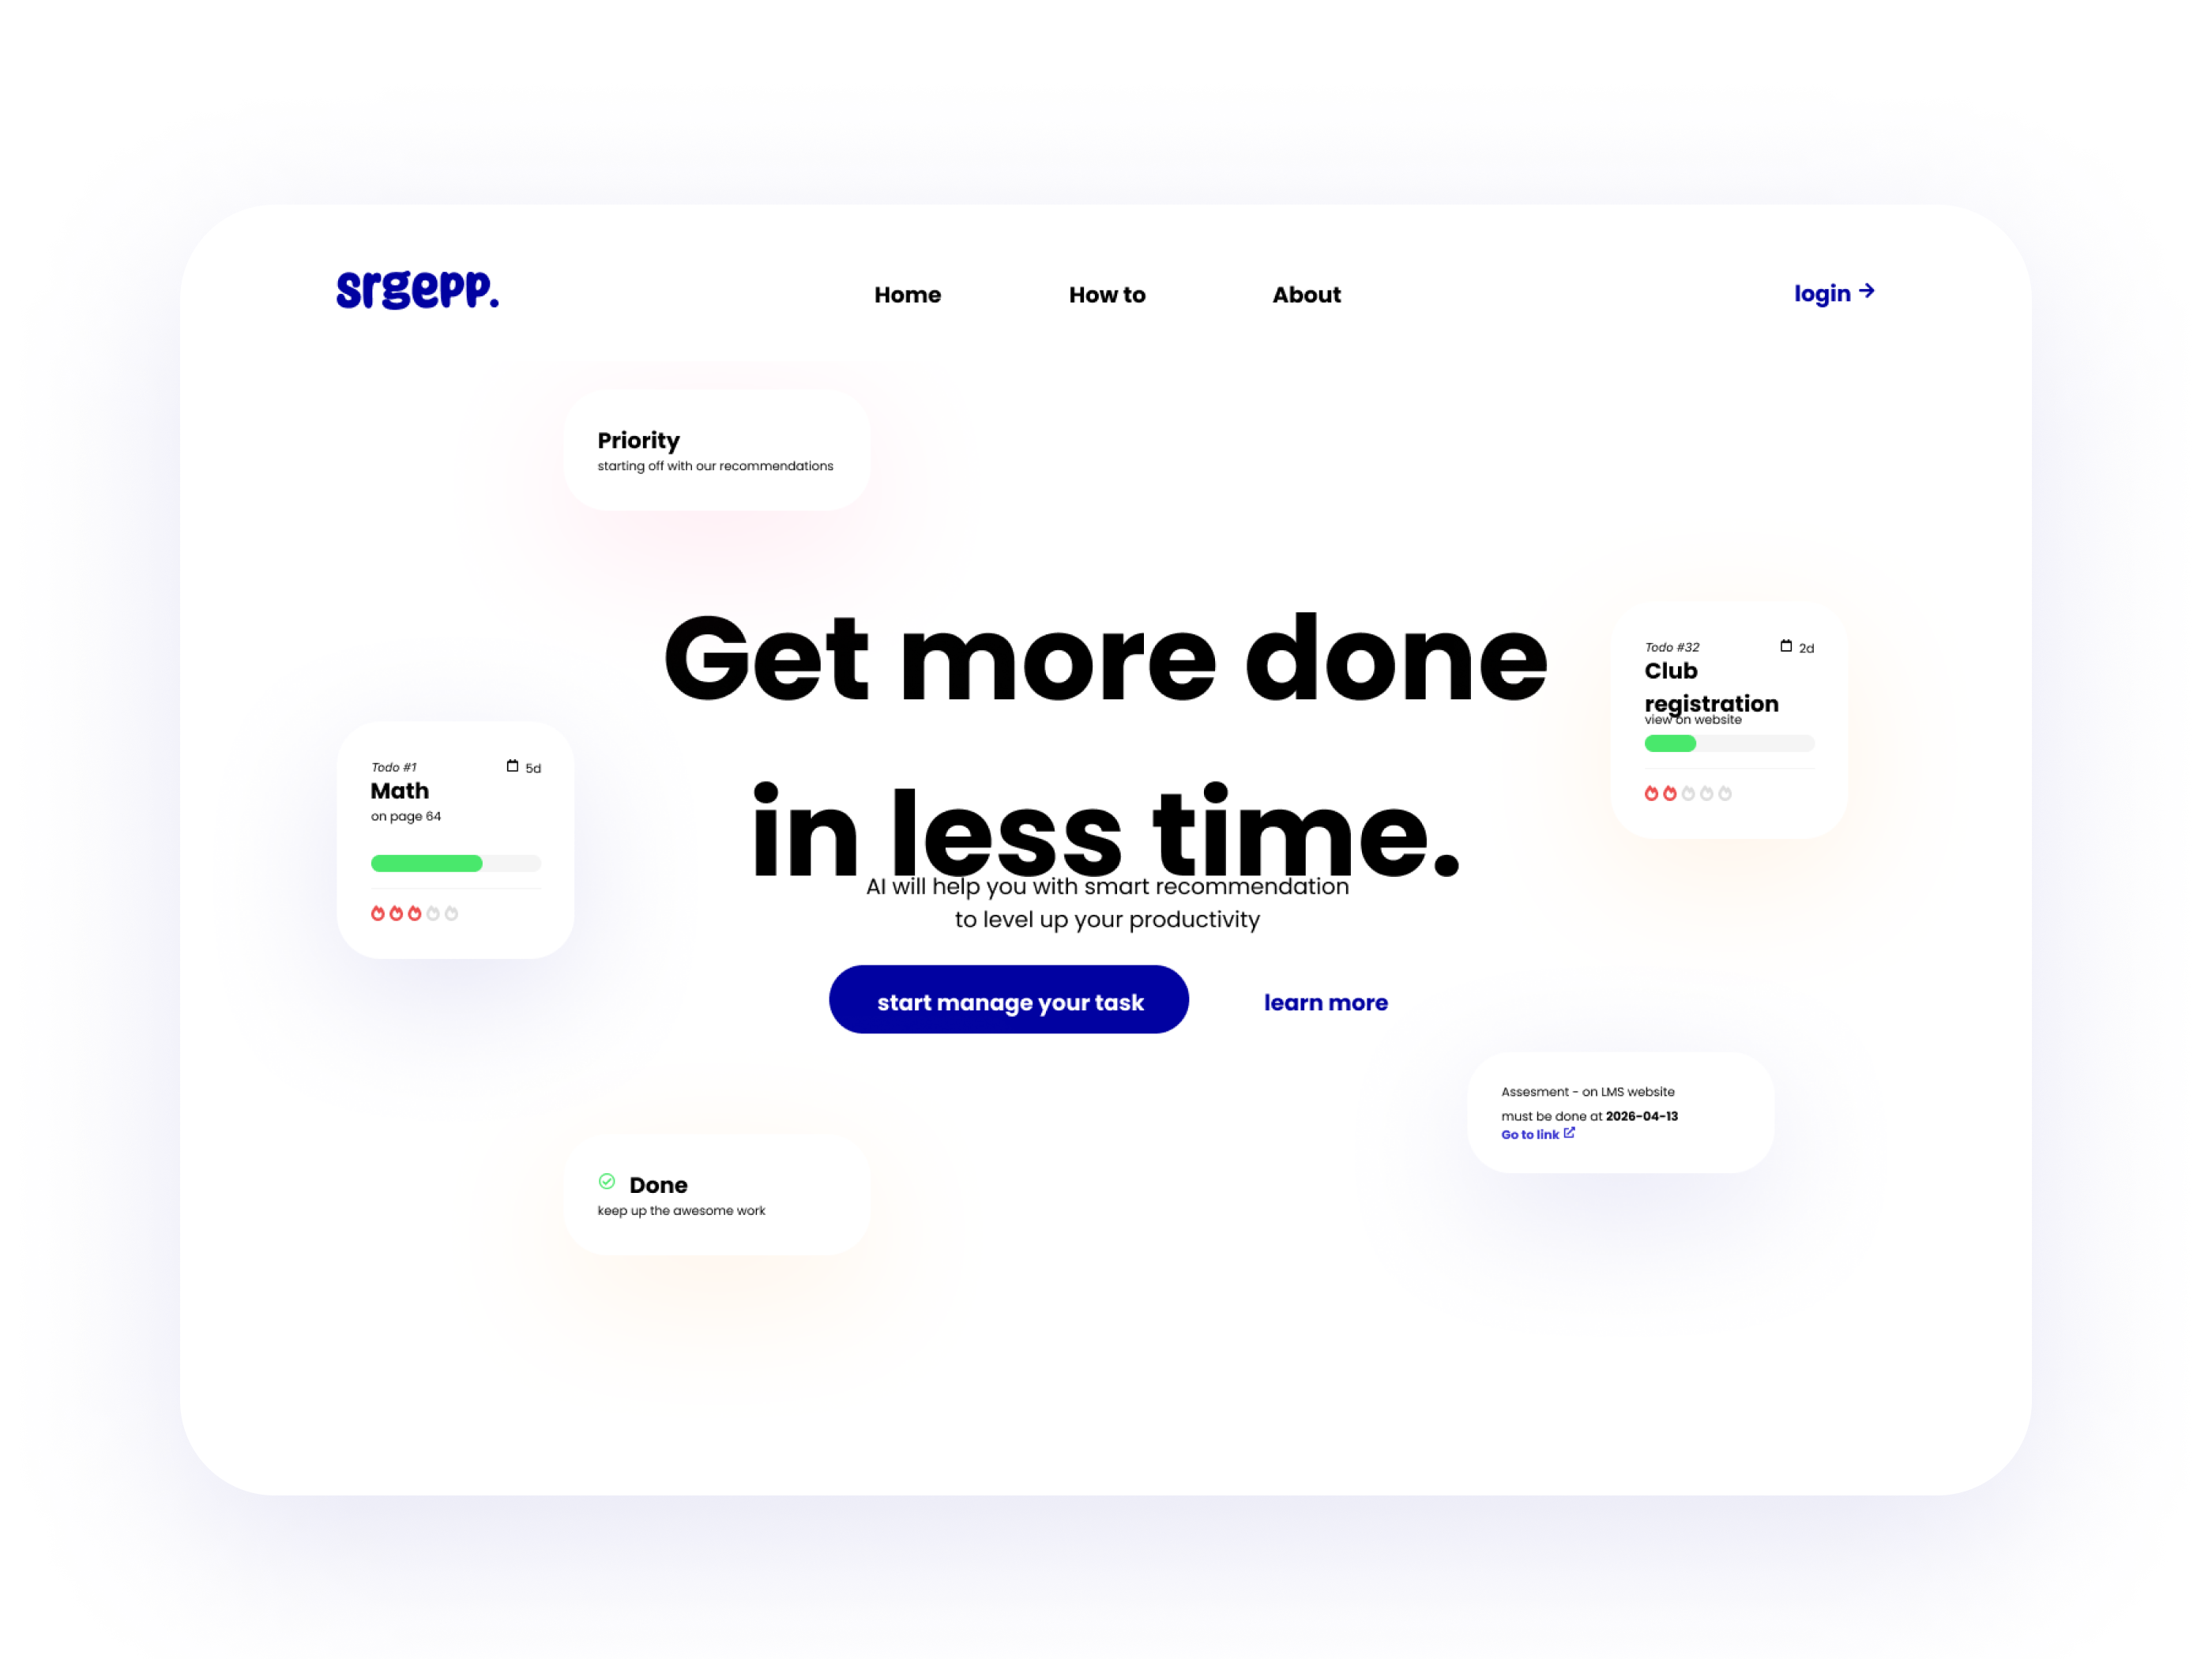 srgepp.
Home
How to
About
login
Priority
starting off with our recommendations
Get more done
in less time.
AI will help you with smart recommendation
to level up your productivity
start manage your task
learn more
Todo #1
5d
Math
on page 64
Todo #32
2d
Club
registration
view on website
Assesment - on LMS website
must be done at 2026-04-13
Go to link
Done
keep up the awesome work